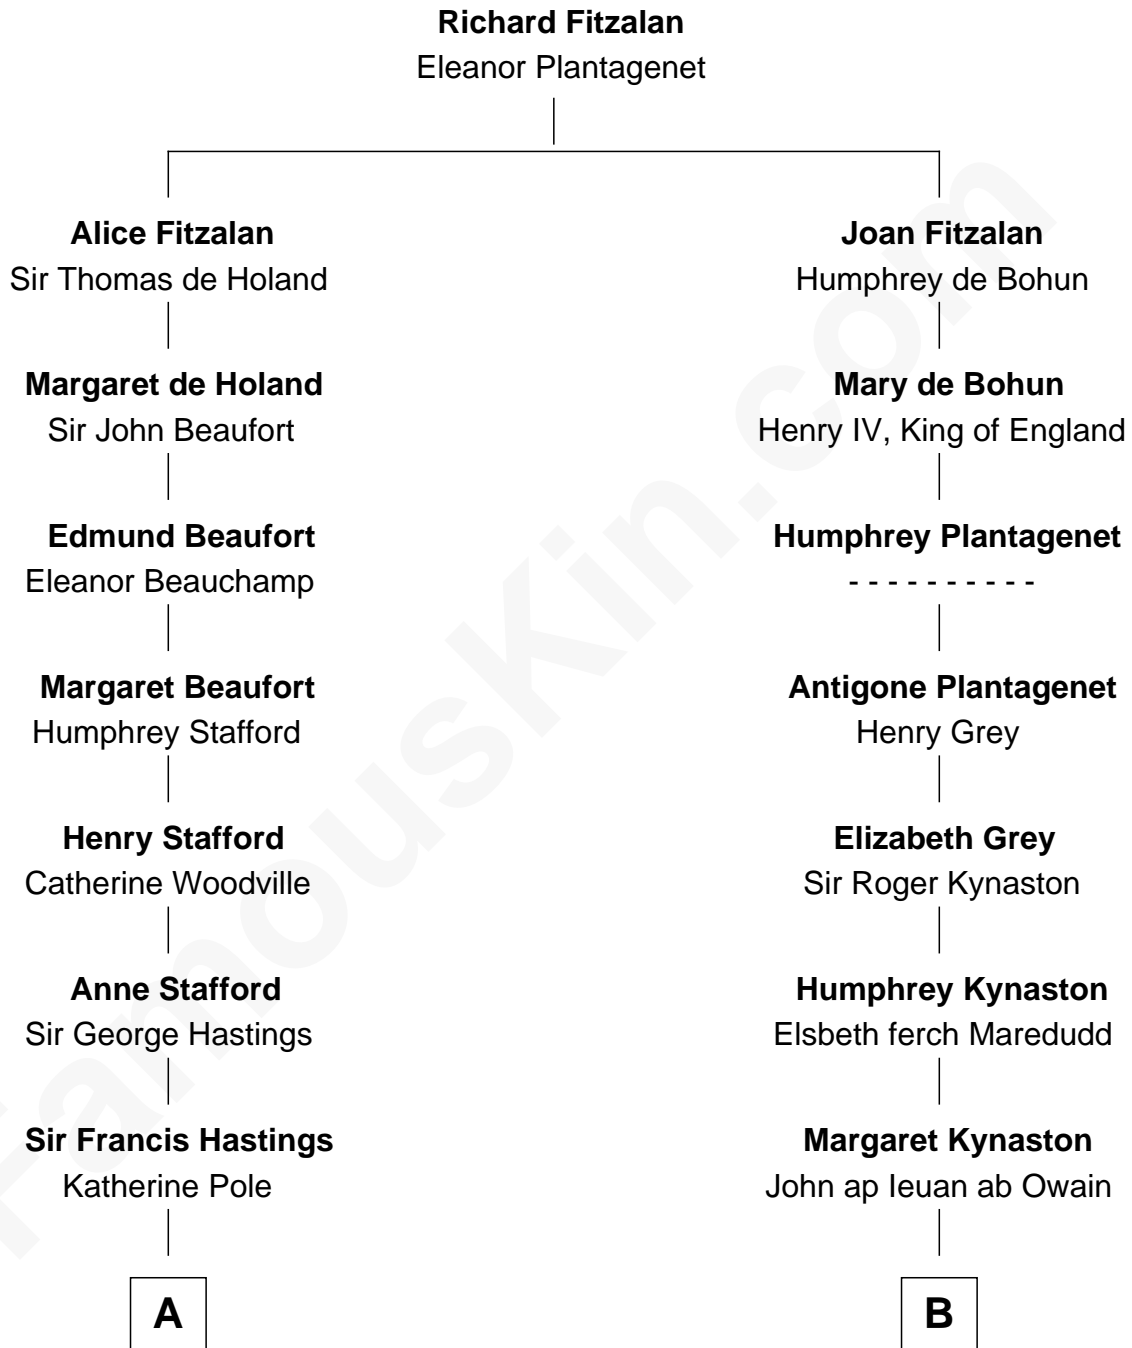 Richard Fitzalan
Eleanor Plantagenet
Alice Fitzalan
Sir Thomas de Holand
Joan Fitzalan
Humphrey de Bohun
Margaret de Holand
Sir John Beaufort
Mary de Bohun
Henry IV, King of England
Edmund Beaufort
Eleanor Beauchamp
Humphrey Plantagenet
- - - - - - - - - -
Margaret Beaufort
Humphrey Stafford
Antigone Plantagenet
Henry Grey
Henry Stafford
Catherine Woodville
Elizabeth Grey
Sir Roger Kynaston
Anne Stafford
Sir George Hastings
Humphrey Kynaston
Elsbeth ferch Maredudd
Sir Francis Hastings
Katherine Pole
Margaret Kynaston
John ap Ieuan ab Owain
A
B
FamousKin.com